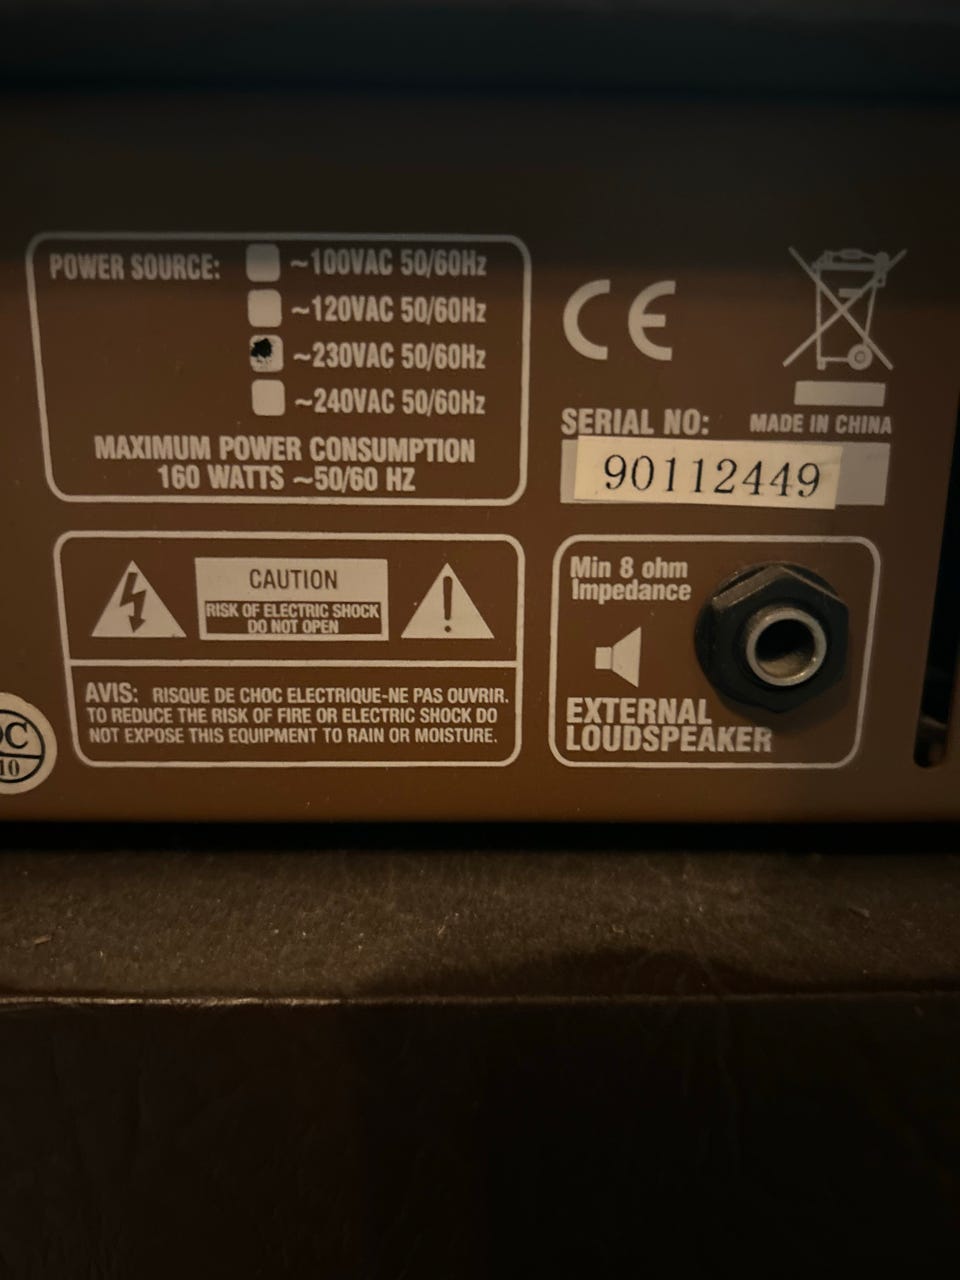 POWER SOURCE: ~100VAC 50/60Hz
~120VAC 50/60Hz
~230VAC 50/60Hz
~240VAC 50/60Hz
MAXIMUM POWER CONSUMPTION
160 WATTS ~50/60 HZ
CE
SERIAL NO: MADE IN CHINA
90112449
CAUTION
RISK OF ELECTRIC SHOCK
DO NOT OPEN
AVIS: RISQUE DE CHOC ELECTRIQUE-NE PAS OUVRIR.
TO REDUCE THE RISK OF FIRE OR ELECTRIC SHOCK DO
NOT EXPOSE THIS EQUIPMENT TO RAIN OR MOISTURE.
Min 8 ohm
Impedance
EXTERNAL
LOUDSPEAKER
10